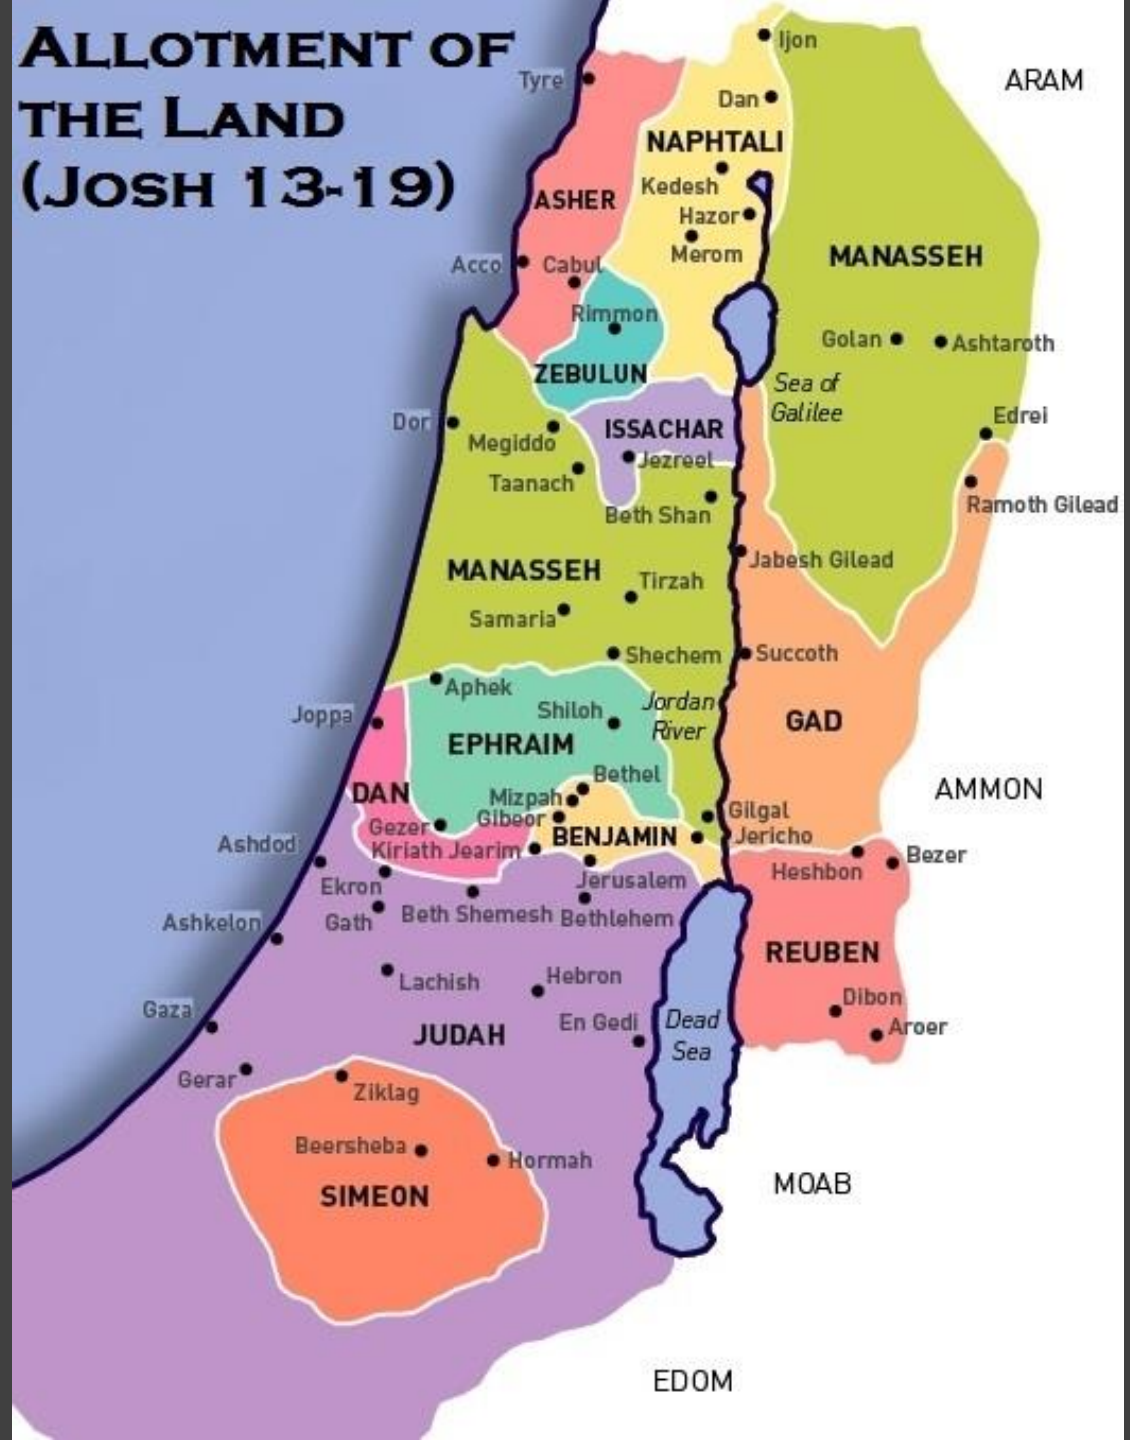 ALLOTMENT OF
THE LAND
(JOSH 13-19)
Ijon
Tyre
ARAM
Dan
NAPHTALI
Kedesh
ASHER
Hazor
Merom
MANASSEH
Acco
Cabul
Rimmon
Golan
Ashtaroth
ZEBULUN
Sea of
Galilee
Dor
Megiddo
ISSACHAR
Edrei
Jezreel
Taanach
Beth Shan
Ramoth Gilead
Jabesh Gilead
MANASSEH
Tirzah
Samaria
Shechem
Succoth
Aphek
Jordan
River
Joppa
Shiloh
GAD
EPHRAIM
Bethel
AMMON
DAN
Mizpah
Gibeor
Gilgal
Gezer
BENJAMIN
Jericho
Ashdod
Kiriath Jearim
Bezer
Heshbon
Ekron
Jerusalem
Ashkelon
Gath
Beth Shemesh
Bethlehem
REUBEN
Lachish
Hebron
Gaza
Dibon
En Gedi
Dead
Sea
Aroer
JUDAH
Gerar
Ziklag
Beersheba
Hormah
MOAB
SIMEON
EDOM